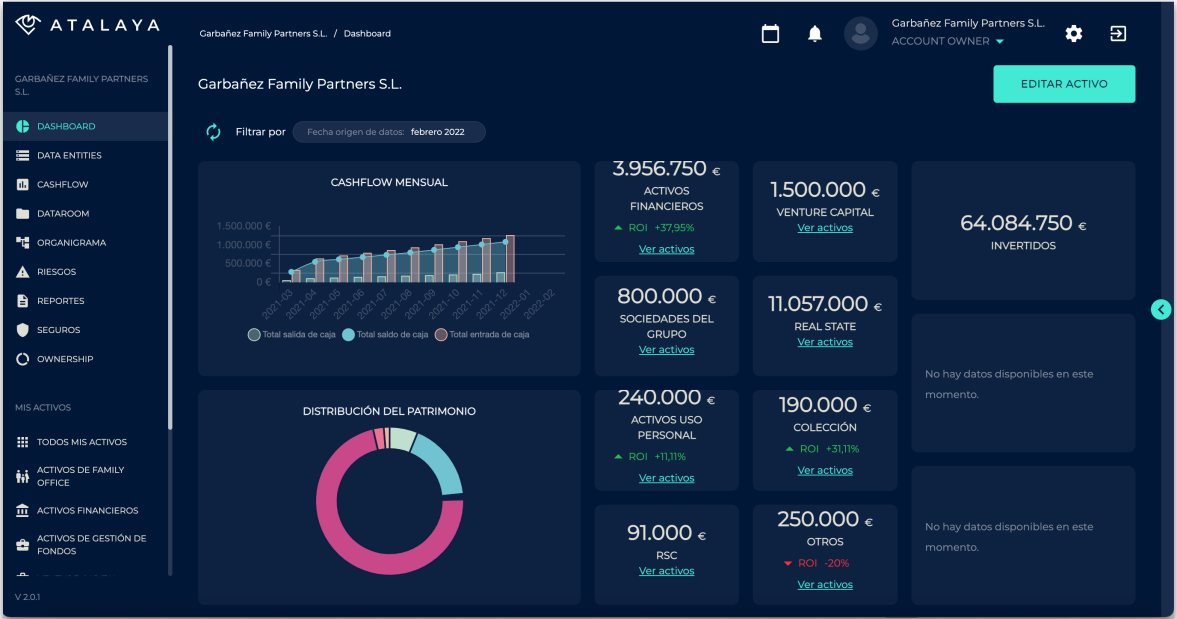 ATALAYA
GARBAÑEZ FAMILY PARTNERS
S.L.
DASHBOARD
DATA ENTITIES
CASHFLOW
DATAROOM
ORGANIGRAMA
RIESGOS
REPORTES
SEGUROS
OWNERSHIP
MIS ACTIVOS
TODOS MIS ACTIVOS
ACTIVOS DE FAMILY
OFFICE
ACTIVOS FINANCIEROS
ACTIVOS DE GESTIÓN DE
FONDOS
V 2.0.1
Garbañez Family Partners S.L. / Dashboard
Garbañez Family Partners S.L.
ACCOUNT OWNER
Garbañez Family Partners S.L.
EDITAR ACTIVO
Filtrar por
Fecha origen de datos: febrero 2022
CASHFLOW MENSUAL
1.500.000 €
1.000.000 €
500.000 €
0 €
2021-03
2021-04
2021-05
2021-06
2021-07
2021-08
2021-09
2021-10
2021-11
2021-12
2022-01
2022-02
Total salida de caja
Total saldo de caja
Total entrada de caja
DISTRIBUCIÓN DEL PATRIMONIO
3.956.750 €
ACTIVOS
FINANCIEROS
ROI +37,95%
Ver activos
1.500.000 €
VENTURE CAPITAL
Ver activos
800.000 €
SOCIEDADES DEL
GRUPO
Ver activos
11.057.000 €
REAL STATE
Ver activos
240.000 €
ACTIVOS USO
PERSONAL
ROI +11,11%
Ver activos
190.000 €
COLECCIÓN
ROI +31,11%
Ver activos
91.000 €
RSC
Ver activos
250.000 €
OTROS
ROI -20%
Ver activos
64.084.750 €
INVERTIDOS
No hay datos disponibles en este
momento.
No hay datos disponibles en este
momento.